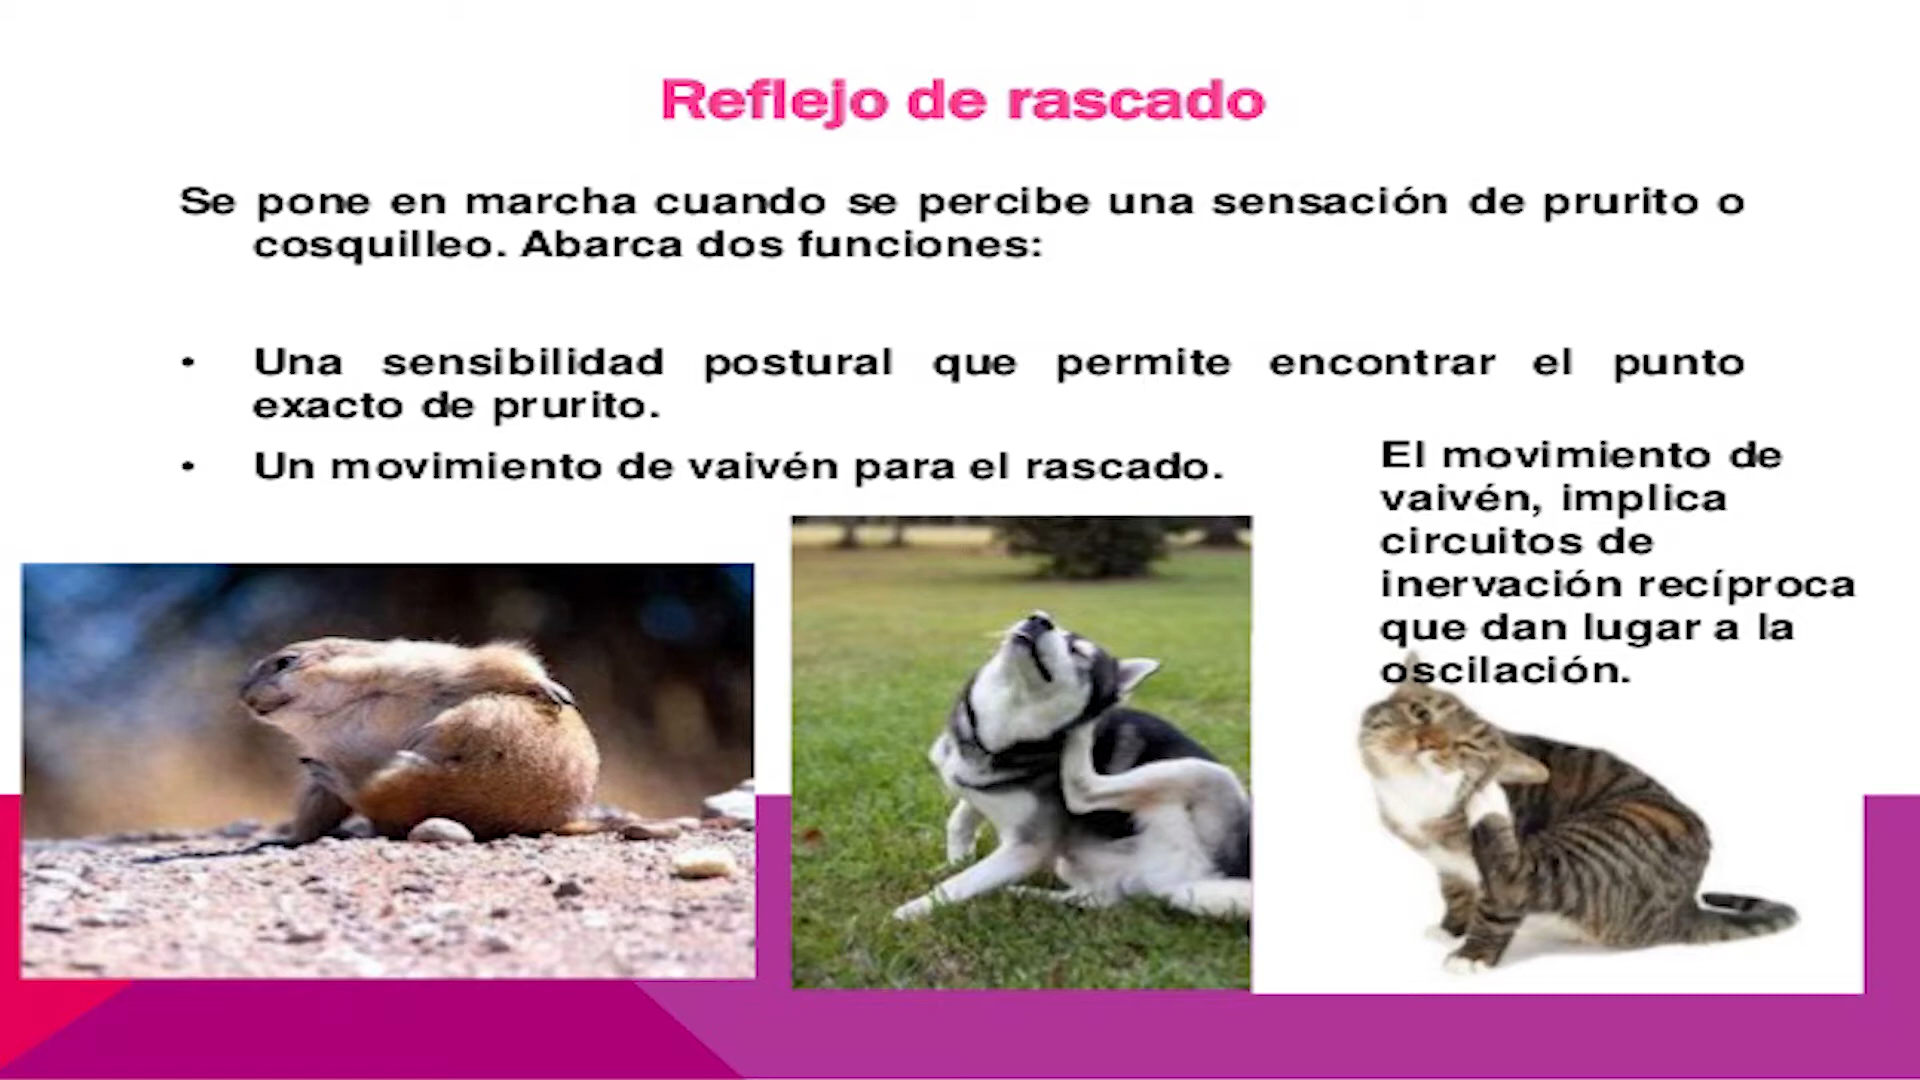 Reflejo de rascado
Se pone en marcha cuando se percibe una sensación de prurito o
cosquilleo. Abarca dos funciones:
• Una sensibilidad postural que permite encontrar el punto
exacto de prurito.
• Un movimiento de vaivén para el rascado.
El movimiento de
vaivén, implica
circuitos de
inervación recíproca
que dan lugar a la
oscilación.